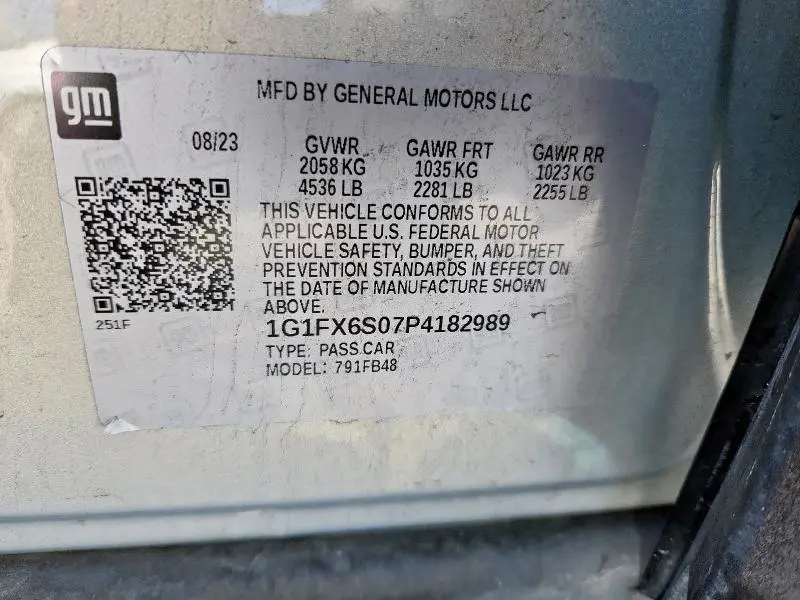 gm
MFD BY GENERAL MOTORS LLC
08/23
GVWR GAWR FRT GAWR RR
2058 KG 1035 KG 1023 KG
4536 LB 2281 LB 2255 LB
THIS VEHICLE CONFORMS TO ALL
APPLICABLE U.S. FEDERAL MOTOR
VEHICLE SAFETY, BUMPER, AND THEFT
PREVENTION STANDARDS IN EFFECT ON
THE DATE OF MANUFACTURE SHOWN
ABOVE.
251F
1G1FX6S07P4182989
TYPE: PASS CAR
MODEL: 791FB48